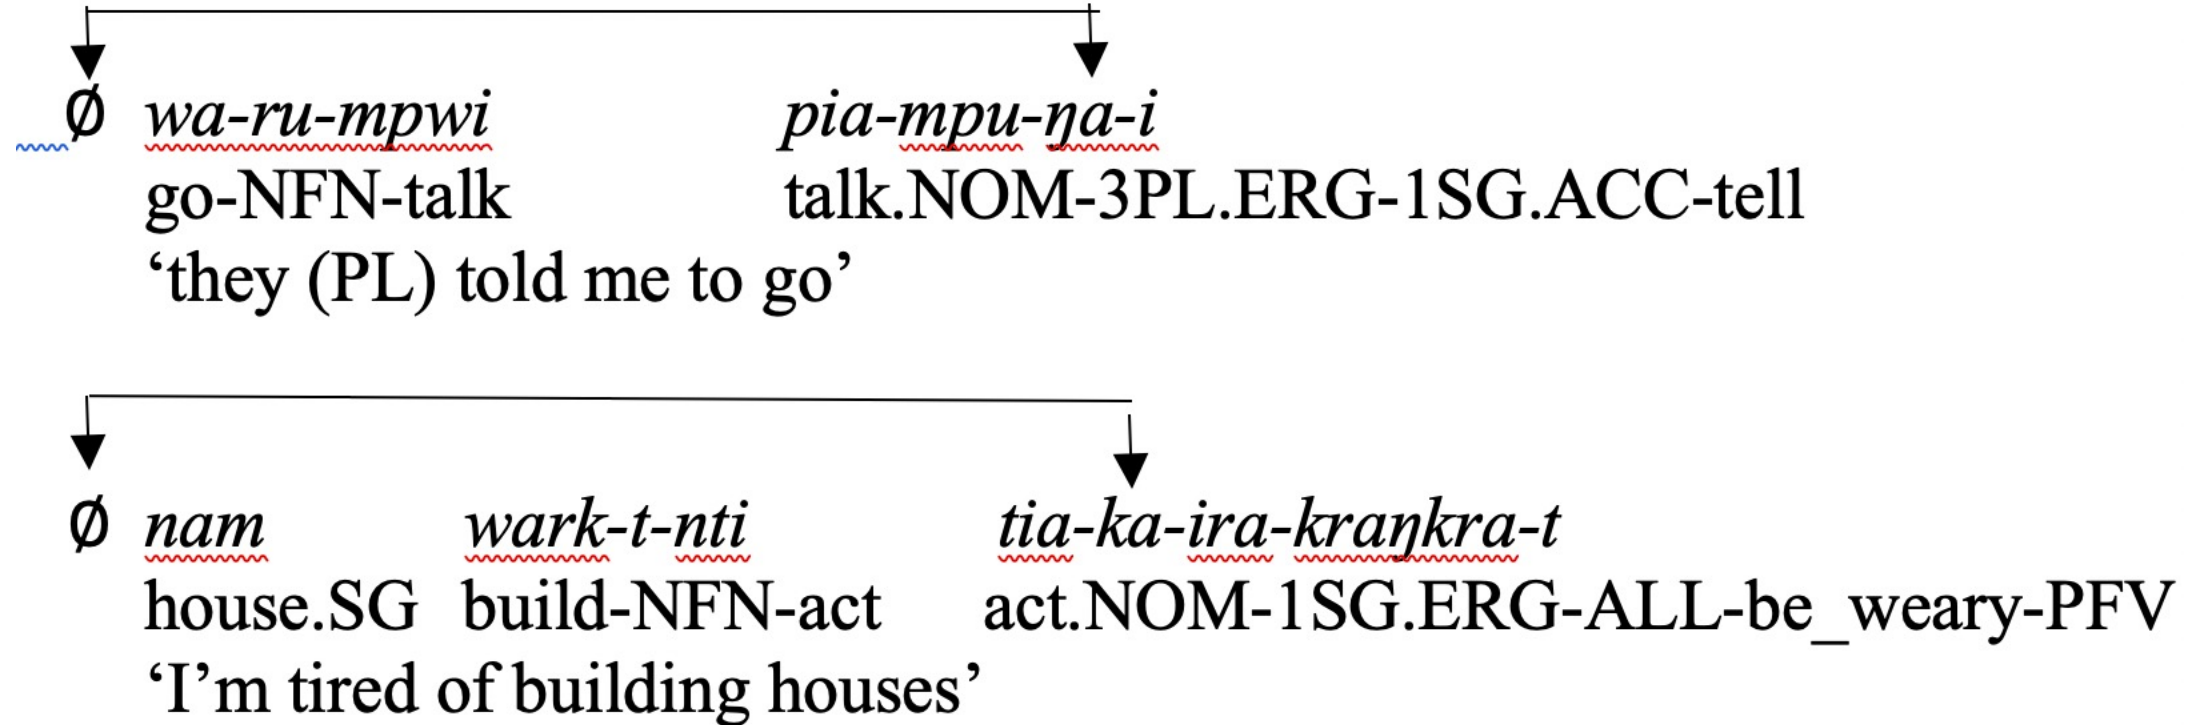 Ø wa-ru-mpwi pia-mpu-ŋa-i
go-NFN-talk talk.NOM-3PL.ERG-1SG.ACC-tell
‘they (PL) told me to go’
Ø nam wark-t-nti tia-ka-ira-kraŋkra-t
house.SG build-NFN-act act.NOM-1SG.ERG-ALL-be_weary-PFV
‘I’m tired of building houses’